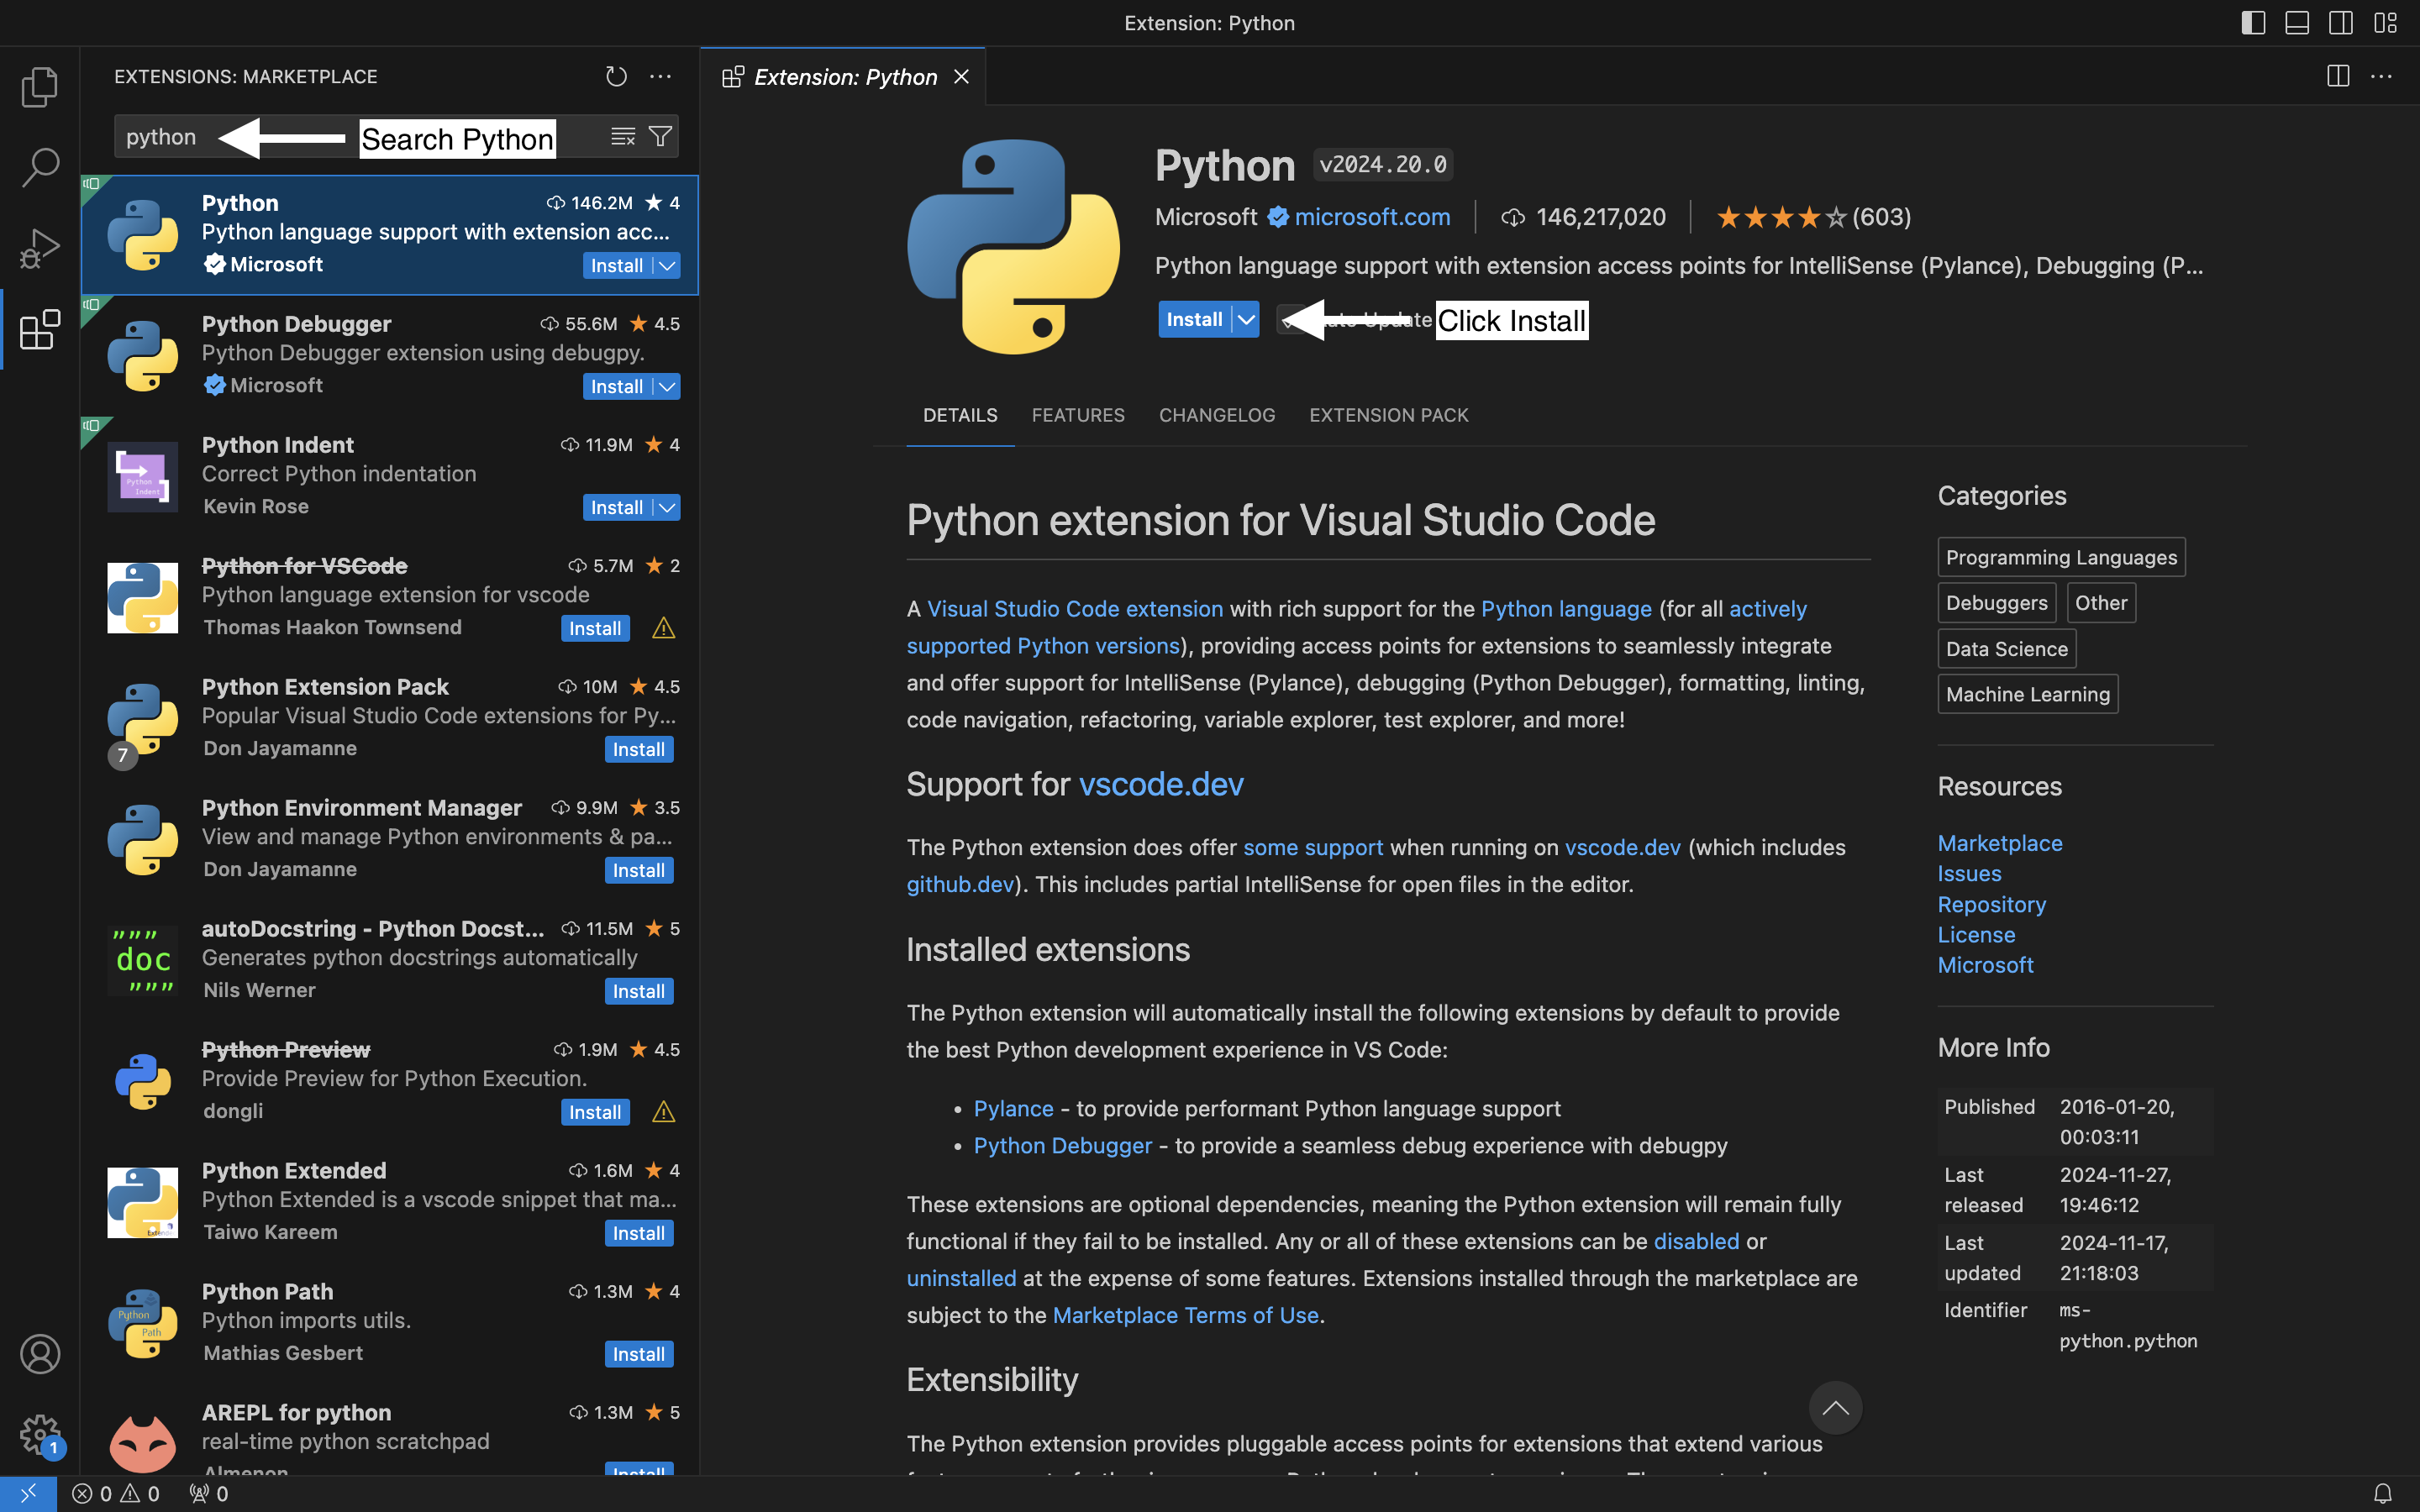 Extension: Python
EXTENSIONS: MARKETPLACE
python
Search Python
Python
146.2M ★ 4
Python language support with extension acc...
Microsoft
Install
Python Debugger
55.6M ★ 4.5
Python Debugger extension using debugpy.
Microsoft
Install
Python Indent
11.9M ★ 4
Correct Python indentation
Kevin Rose
Install
Python
Indent
Python for VSCode
5.7M ★ 2
Python language extension for vscode
Thomas Haakon Townsend
Install
Python Extension Pack
10M ★ 4.5
Popular Visual Studio Code extensions for Py...
Don Jayamanne
Install
7
Python Environment Manager
9.9M ★ 3.5
View and manage Python environments & pa...
Don Jayamanne
Install
autoDocstring - Python Docst...
11.5M ★ 5
Generates python docstrings automatically
Nils Werner
Install
"""
doc
"""
Python Preview
1.9M ★ 4.5
Provide Preview for Python Execution.
dongli
Install
Python Extended
1.6M ★ 4
Python Extended is a vscode snippet that ma...
Taiwo Kareem
Install
Python Path
1.3M ★ 4
Python imports utils.
Mathias Gesbert
Install
Python
Path
AREPL for python
1.3M ★ 5
real-time python scratchpad
Almenon
Install
1
0 0 0
Extension: Python
Python v2024.20.0
Microsoft microsoft.com 146,217,020 ★★★★☆ (603)
Python language support with extension access points for IntelliSense (Pylance), Debugging (P...
Install
Auto Update
Click Install
DETAILS FEATURES CHANGELOG EXTENSION PACK
Python extension for Visual Studio Code
A Visual Studio Code extension with rich support for the Python language (for all actively
supported Python versions), providing access points for extensions to seamlessly integrate
and offer support for IntelliSense (Pylance), debugging (Python Debugger), formatting, linting,
code navigation, refactoring, variable explorer, test explorer, and more!
Support for vscode.dev
The Python extension does offer some support when running on vscode.dev (which includes
github.dev). This includes partial IntelliSense for open files in the editor.
Installed extensions
The Python extension will automatically install the following extensions by default to provide
the best Python development experience in VS Code:
• Pylance - to provide performant Python language support
• Python Debugger - to provide a seamless debug experience with debugpy
These extensions are optional dependencies, meaning the Python extension will remain fully
functional if they fail to be installed. Any or all of these extensions can be disabled or
uninstalled at the expense of some features. Extensions installed through the marketplace are
subject to the Marketplace Terms of Use.
Extensibility
The Python extension provides pluggable access points for extensions that extend various
Categories
Programming Languages
Debuggers Other
Data Science
Machine Learning
Resources
Marketplace
Issues
Repository
License
Microsoft
More Info
Published 2016-01-20,
00:03:11
Last 2024-11-27,
released 19:46:12
Last 2024-11-17,
updated 21:18:03
Identifier ms-
python.python